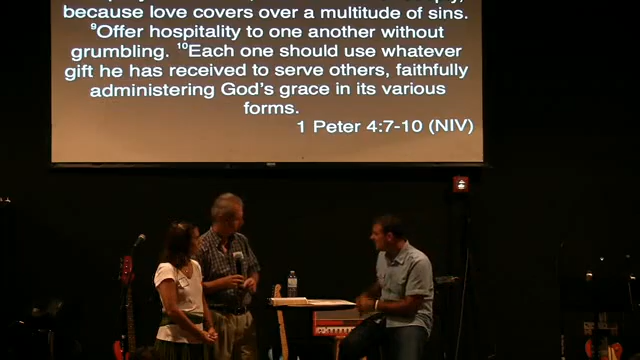 because love covers over a multitude of sins.
⁹Offer hospitality to one another without
grumbling. ¹⁰Each one should use whatever
gift he has received to serve others, faithfully
administering God's grace in its various
forms.
1 Peter 4:7-10 (NIV)